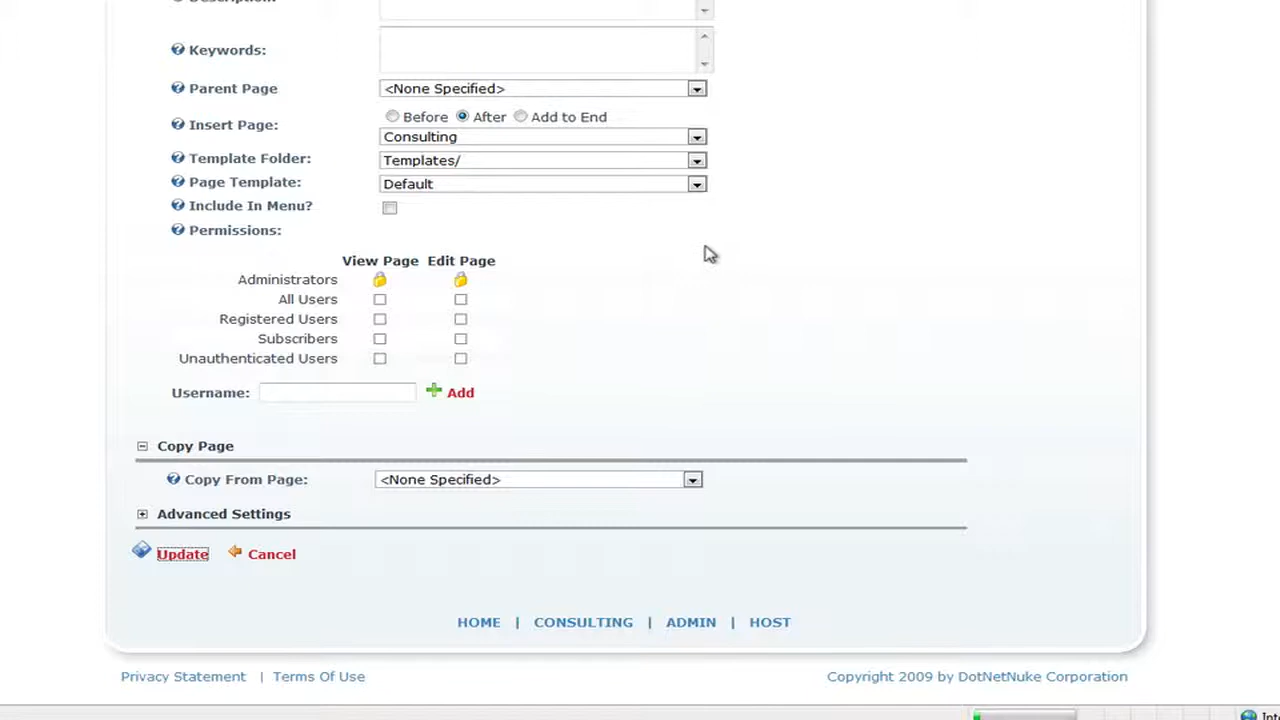 Description:
Keywords:
Parent Page <None Specified>
Before After Add to End
Insert Page:
Consulting
Template Folder: Templates/
Page Template: Default
Include In Menu?
Permissions:
View Page Edit Page
Administrators
All Users
Registered Users
Subscribers
Unauthenticated Users
Username: Add
Copy Page
Copy From Page: <None Specified>
Advanced Settings
Update Cancel
HOME | CONSULTING | ADMIN | HOST
Privacy Statement | Terms Of Use Copyright 2009 by DotNetNuke Corporation